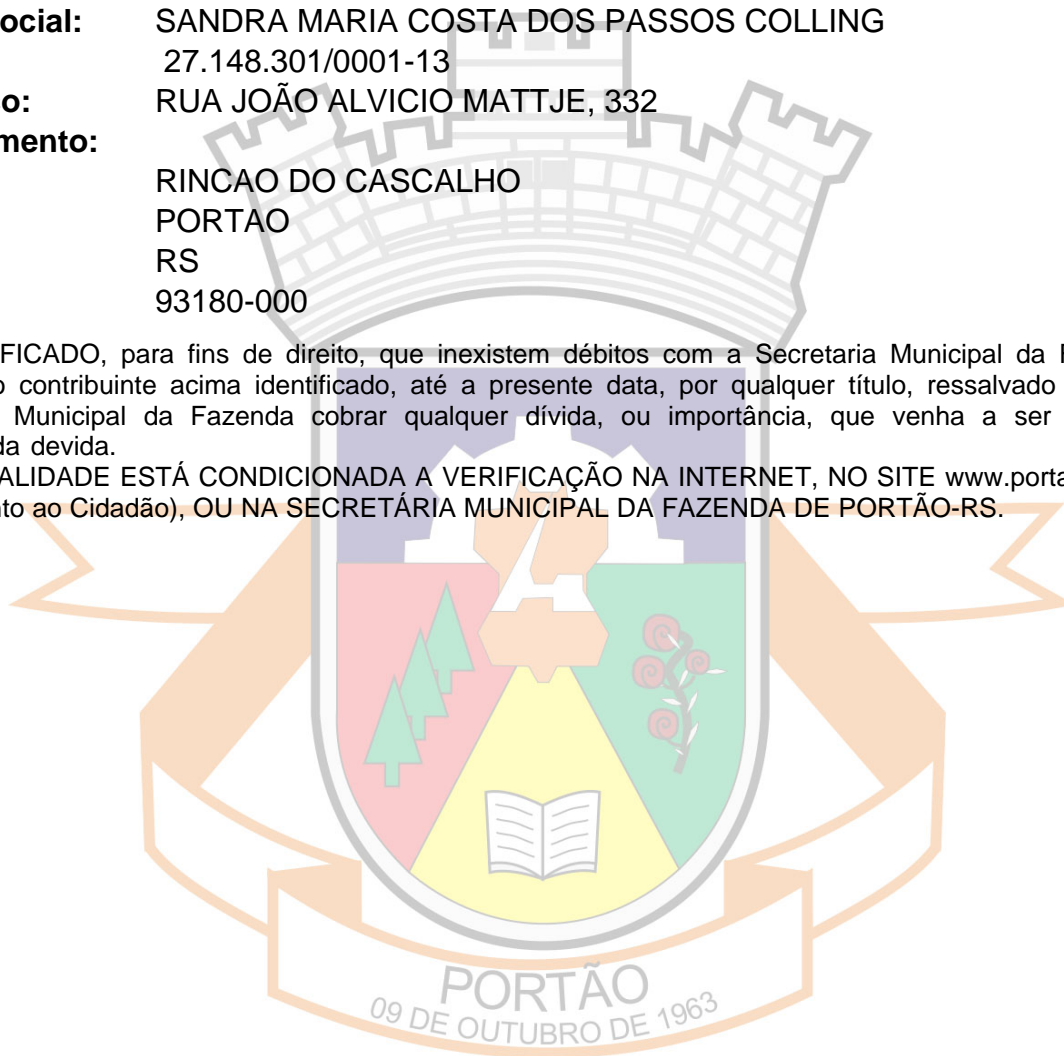 ocial: SANDRA MARIA COSTA DOS PASSOS COLLING
27.148.301/0001-13
o: RUA JOÃO ALVICIO MATTJE, 332
mento:
RINCAO DO CASCALHO
PORTAO
RS
93180-000
FICADO, para fins de direito, que inexistem débitos com a Secretaria Municipal da
o contribuinte acima identificado, até a presente data, por qualquer título, ressalvado
Municipal da Fazenda cobrar qualquer dívida, ou importância, que venha a ser
da devida.
ALIDADE ESTÁ CONDICIONADA A VERIFICAÇÃO NA INTERNET, NO SITE www.porta
nto ao Cidadão), OU NA SECRETÁRIA MUNICIPAL DA FAZENDA DE PORTÃO-RS.
PORTÃO
09 DE OUTUBRO DE 1963